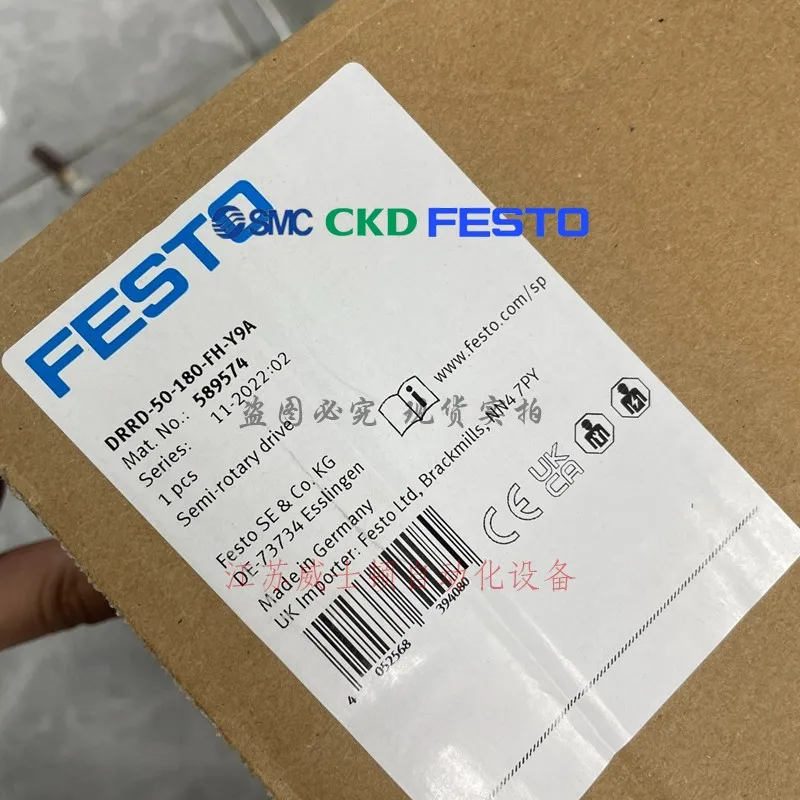 FESTO
SMC CKD FESTO
DRRD-50-180-FH-Y9A
Mat. No.: 589574
Series: 11-2022:02
1 pcs
Semi-rotary drive
www.festo.com/sp
盗图必究 现货实拍
Festo SE & Co. KG
DE-73734 Esslingen
Made in Germany
UK Importer: Festo Ltd, Brackmills, NN4 7PY
CE UKCA
江苏威士顿自动化设备
4 052568 394080